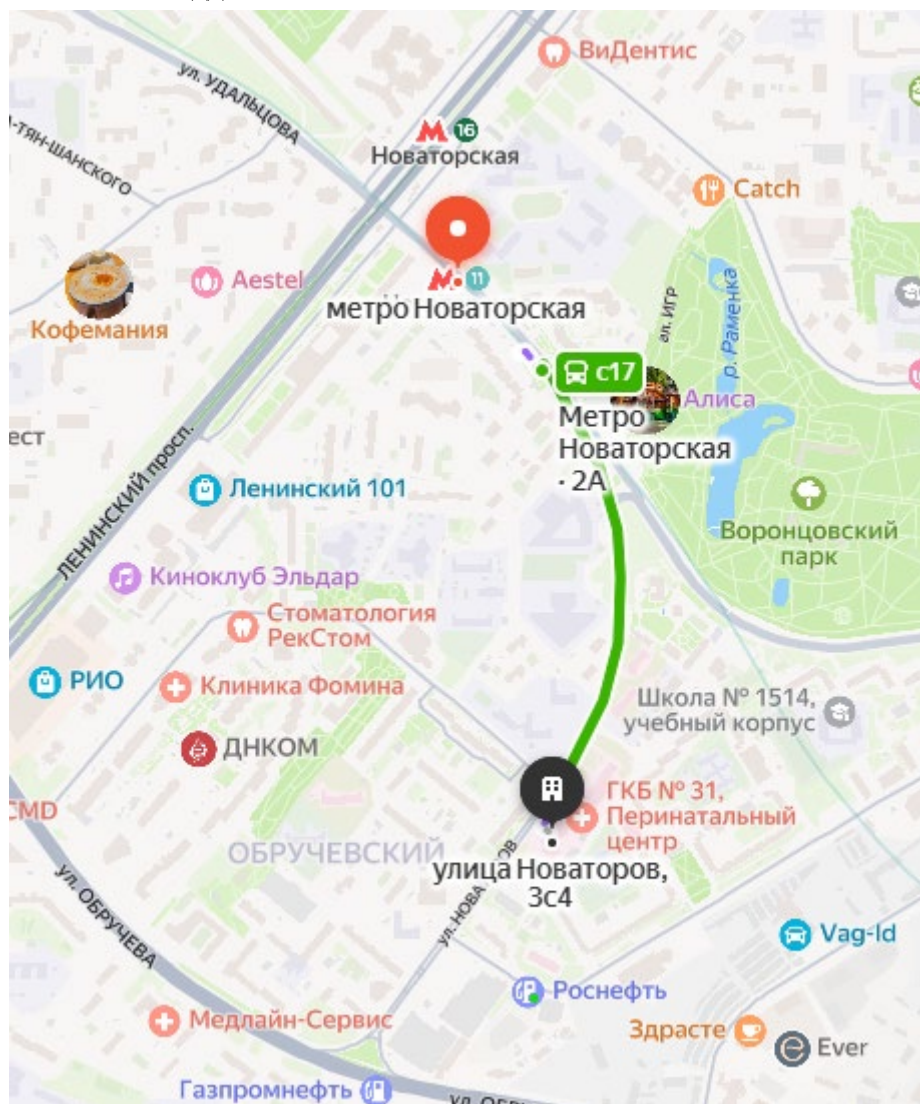 ВиДентис
ул. УДАЛЬЦОВА
М 16
Новаторская
-ТЯН-ШАНСКОГО
Catch
Aestel
М 11
метро Новаторская
Кофемания
ал. ИГР
р. Раменка
с17
Алиса
Метро
Новаторская
· 2А
ест
ЛЕНИНСКИЙ просп.
Ленинский 101
Воронцовский
парк
Киноклуб Эльдар
Стоматология
РекСтом
РИО
Клиника Фомина
Школа № 1514,
учебный корпус
ДНКОМ
CMD
ГКБ № 31,
Перинатальный
центр
ОБРУЧЕВСКИЙ
улица Новаторов,
3с4
ул. ОБРУЧЕВА
Vag-Id
Роснефть
Медлайн-Сервис
Здрасте
Ever
Газпромнефть